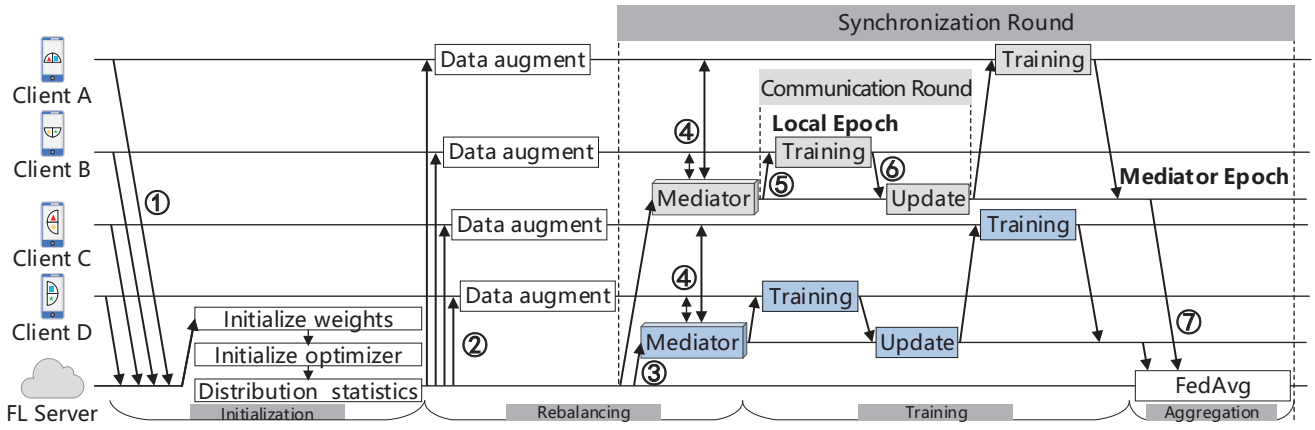 Synchronization Round
Client A
Data augment
Training
Communication Round
Local Epoch
④
Client B
Data augment
Training
①
⑤
⑥
Mediator
Update
Mediator Epoch
Client C
Data augment
Training
④
Client D
Data augment
Training
Initialize weights
②
Mediator
Update
⑦
Initialize optimizer
③
FL Server
Distribution statistics
FedAvg
Initialization
Rebalancing
Training
Aggregation